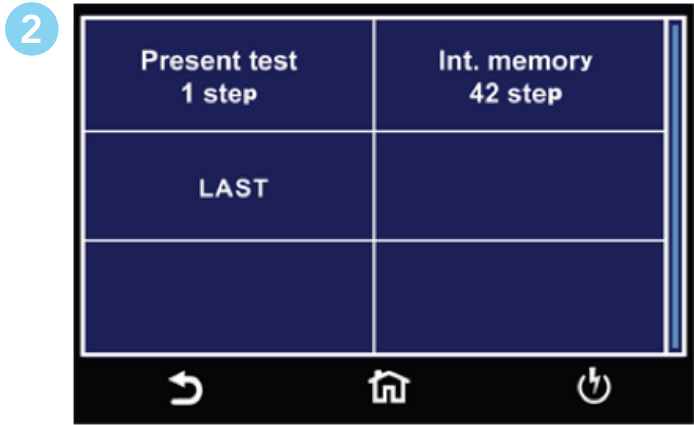 2
Present test
1 step
Int. memory
42 step
LAST